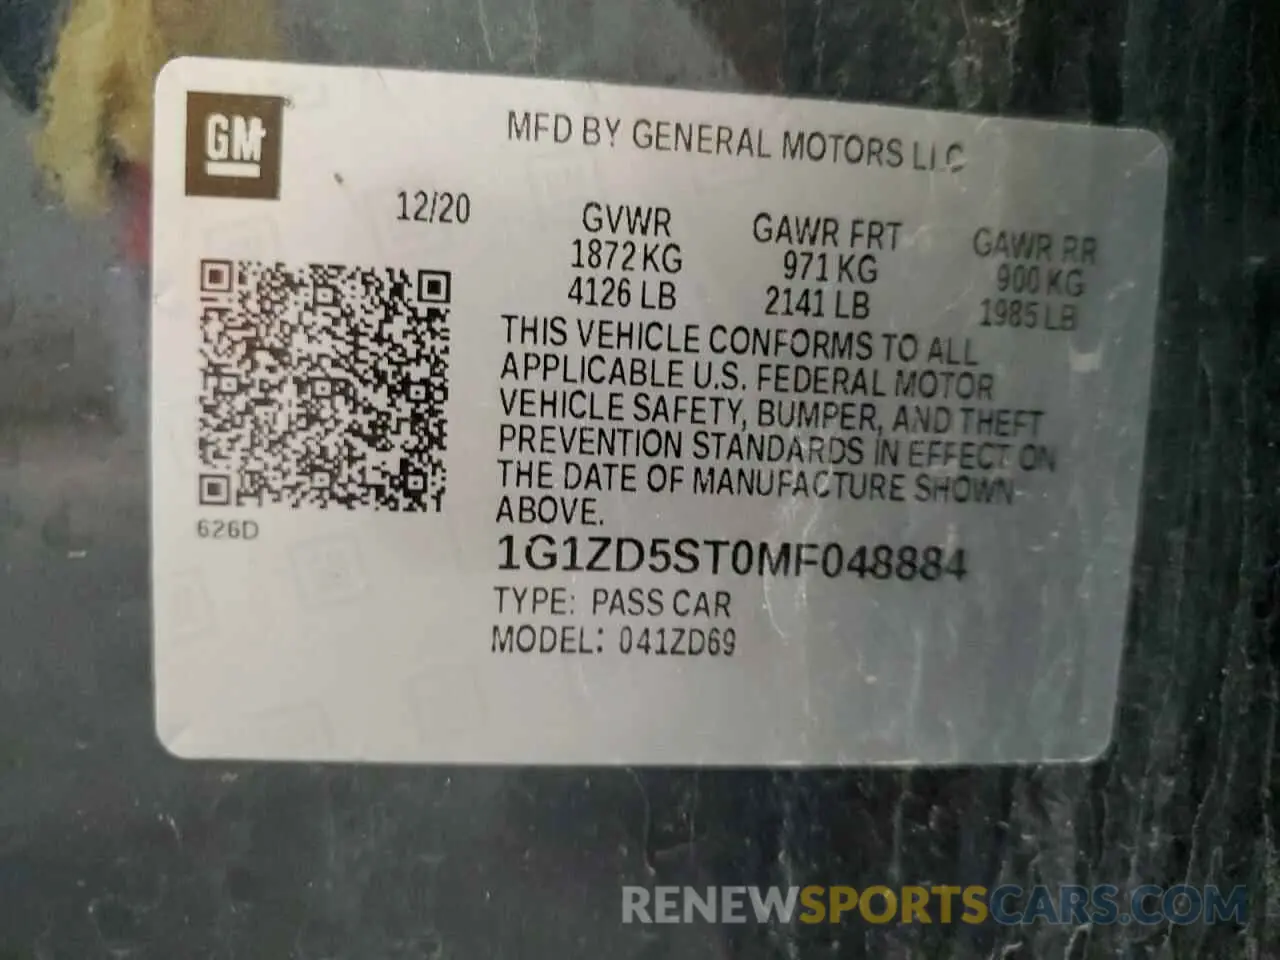 GM
MFD BY GENERAL MOTORS LLC
12/20
GVWR GAWR FRT GAWR RR
1872 KG 971 KG 900 KG
4126 LB 2141 LB 1985 LB
THIS VEHICLE CONFORMS TO ALL
APPLICABLE U.S. FEDERAL MOTOR
VEHICLE SAFETY, BUMPER, AND THEFT
PREVENTION STANDARDS IN EFFECT ON
THE DATE OF MANUFACTURE SHOWN
ABOVE.
626D
1G1ZD5ST0MF048884
TYPE: PASS CAR
MODEL: 041ZD69
RENEWSPORTSCARS.COM